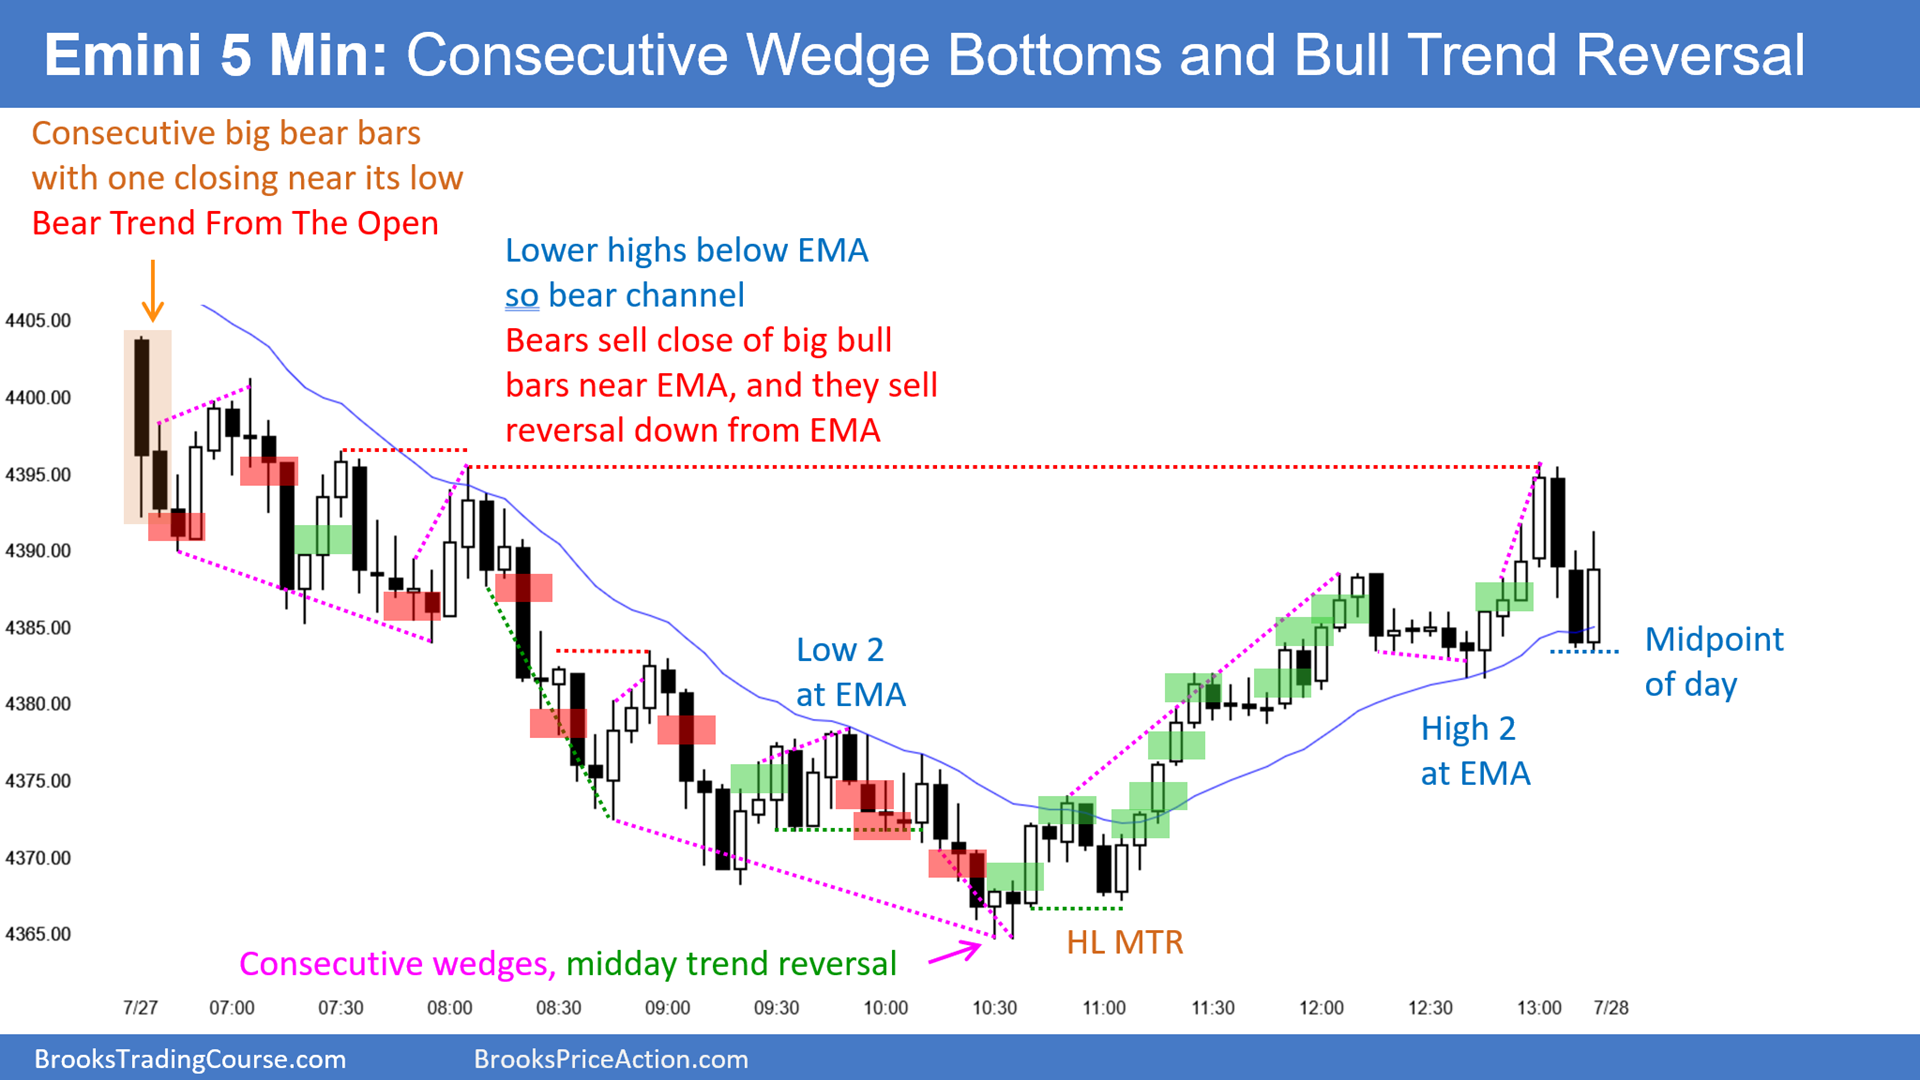 Emini 5 Min: Consecutive Wedge Bottoms and Bull Trend Reversal
Consecutive big bear bars
with one closing near its low
Bear Trend From The Open
Lower highs below EMA
so bear channel
Bears sell close of big bull
bars near EMA, and they sell
reversal down from EMA
4405.00
4400.00
4395.00
4390.00
4385.00
4380.00
4375.00
4370.00
4365.00
Low 2
at EMA
Midpoint
of day
High 2
at EMA
HL MTR
Consecutive wedges, midday trend reversal
7/27 07:00 07:30 08:00 08:30 09:00 09:30 10:00 10:30 11:00 11:30 12:00 12:30 13:00 7/28
BrooksTradingCourse.com BrooksPriceAction.com